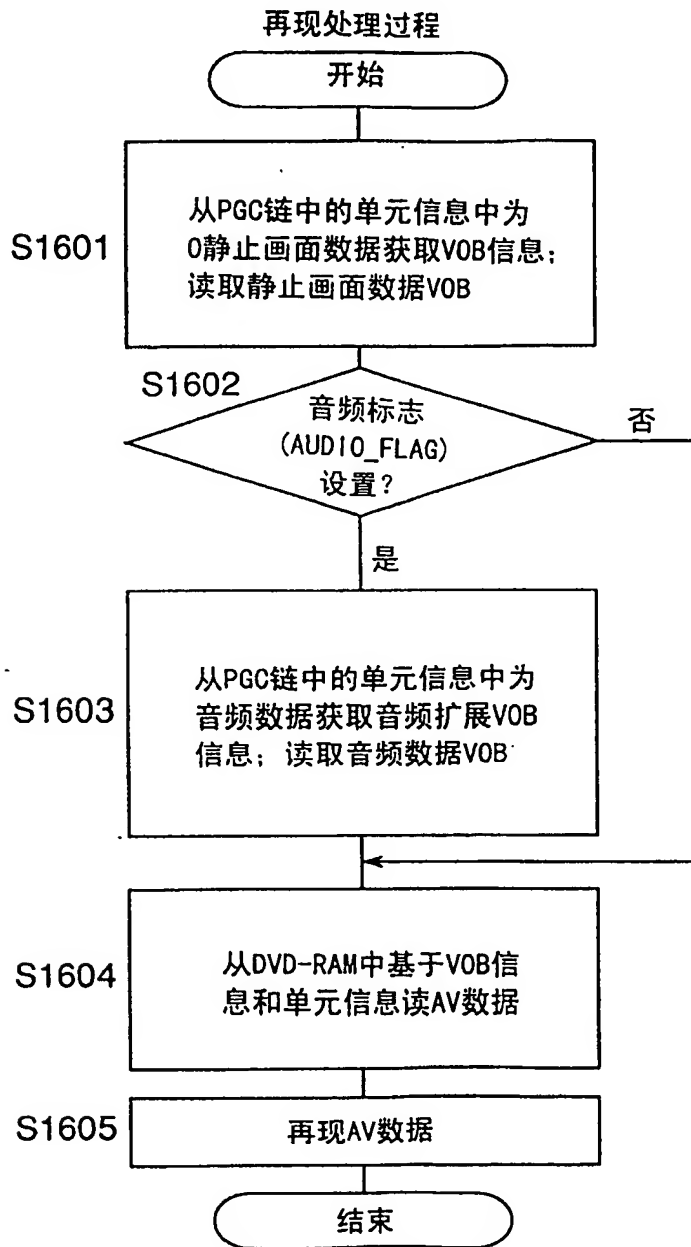 再现处理过程
开始
S1601
从PGC链中的单元信息中为
0静止画面数据获取VOB信息;
读取静止画面数据VOB
S1602
音频标志
(AUDIO_FLAG)
设置?
否
是
S1603
从PGC链中的单元信息中为
音频数据获取音频扩展VOB
信息; 读取音频数据VOB
S1604
从DVD-RAM中基于VOB信
息和单元信息读AV数据
S1605
再现AV数据
结束